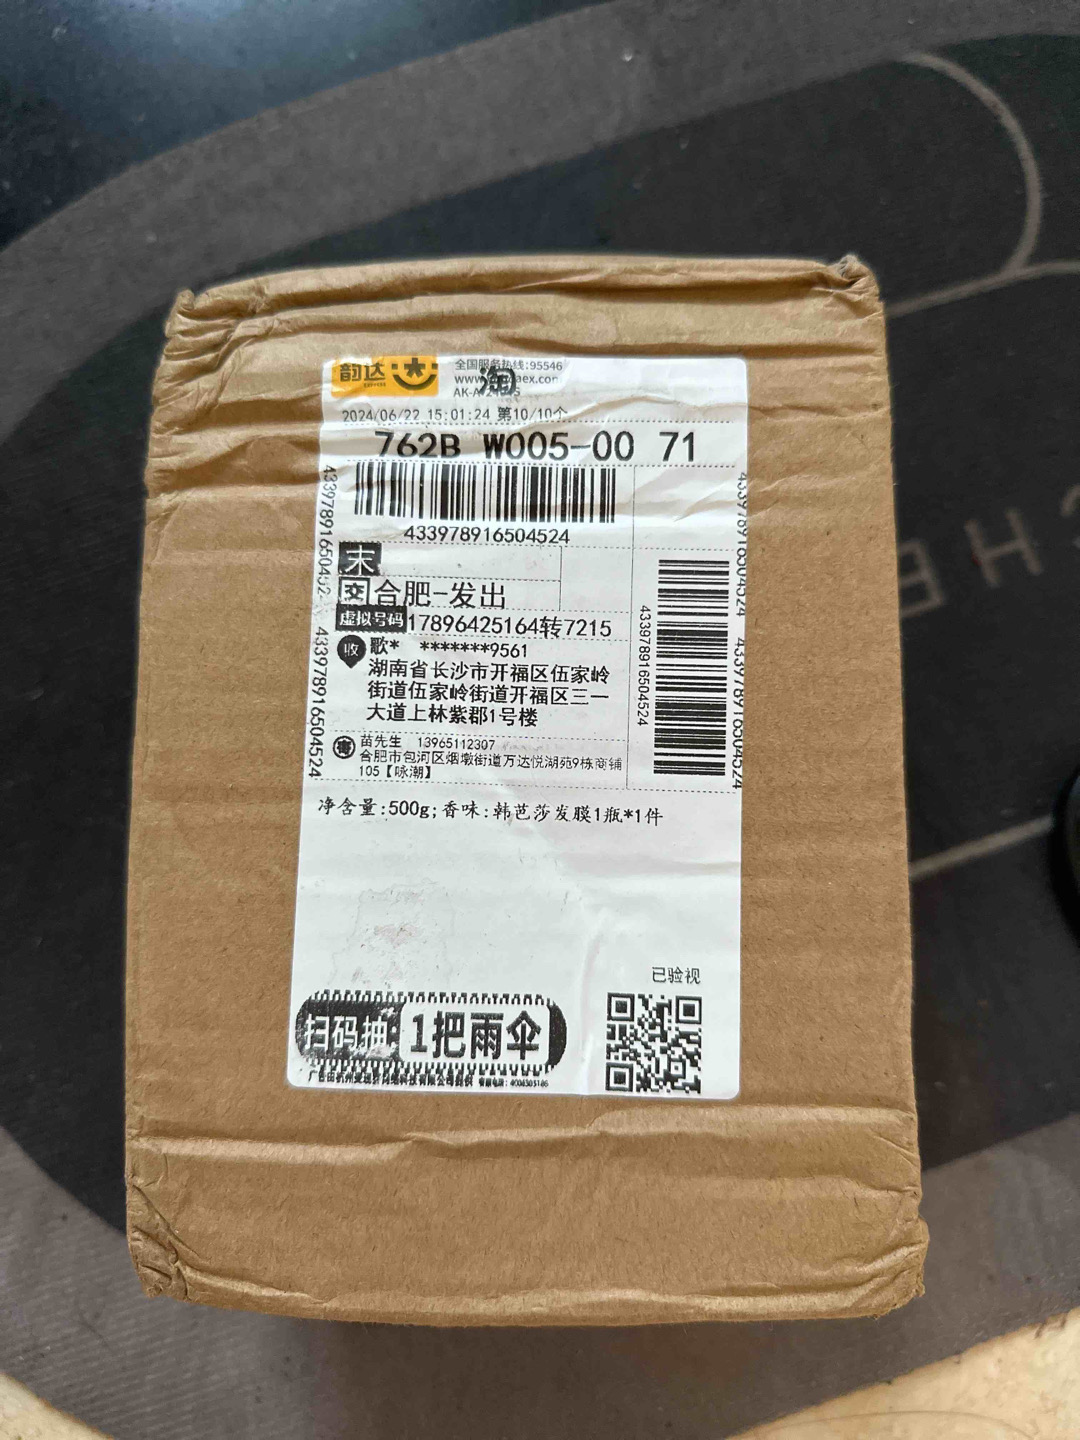 韵达
EXPRESS
全国服务热线:95546
淘
2024/06/22 15:01:24 第10/10个
762B W005-00 71
433978916504524
末
交 合肥-发出
虚拟号码 17896425164转7215
收 歌* *******9561
湖南省长沙市开福区伍家岭
街道伍家岭街道开福区三一
大道上林紫郡1号楼
寄 苗先生 13965112307
合肥市包河区烟墩街道万达悦湖苑9栋商铺
105【咏潮】
净含量:500g;香味:韩芭莎发膜1瓶*1件
433978916504524
433978916504524
433978916504524
433978916504524
433978916504524
已验视
扫码抽: 1把雨伞